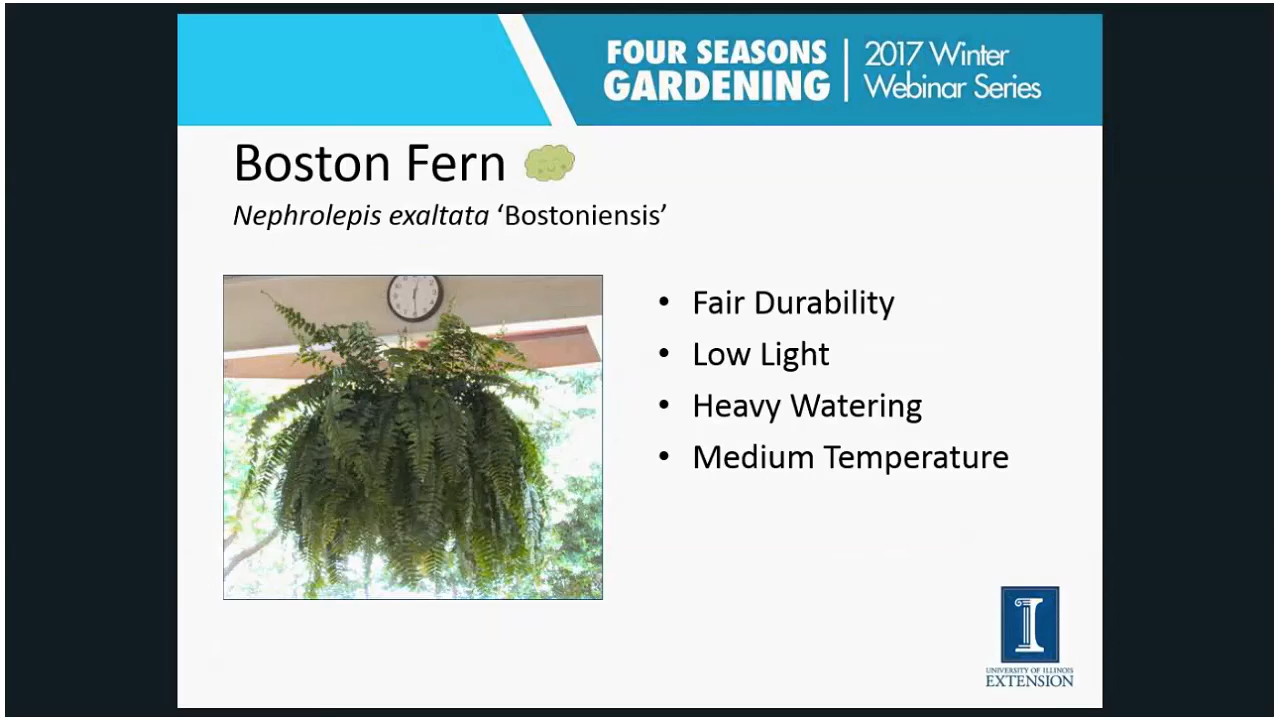 FOUR SEASONS
GARDENING
2017 Winter
Webinar Series
Boston Fern
Nephrolepis exaltata ‘Bostoniensis’
• Fair Durability
• Low Light
• Heavy Watering
• Medium Temperature
I
UNIVERSITY OF ILLINOIS
EXTENSION